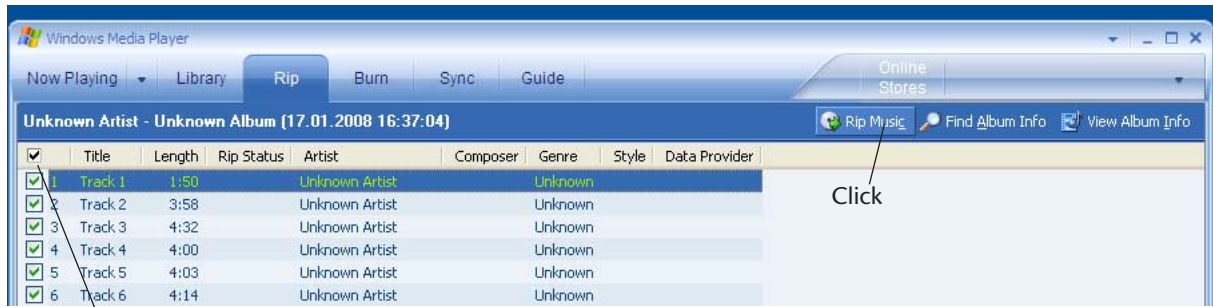 Windows Media Player
Now Playing Library Rip Burn Sync Guide Online Stores
Unknown Artist - Unknown Album (17.01.2008 16:37:04) Rip Music Find Album Info View Album Info
Title Length Rip Status Artist Composer Genre Style Data Provider
1 Track 1 1:50 Unknown Artist Unknown
Click
2 Track 2 3:58 Unknown Artist Unknown
3 Track 3 4:32 Unknown Artist Unknown
4 Track 4 4:00 Unknown Artist Unknown
5 Track 5 4:03 Unknown Artist Unknown
6 Track 6 4:14 Unknown Artist Unknown